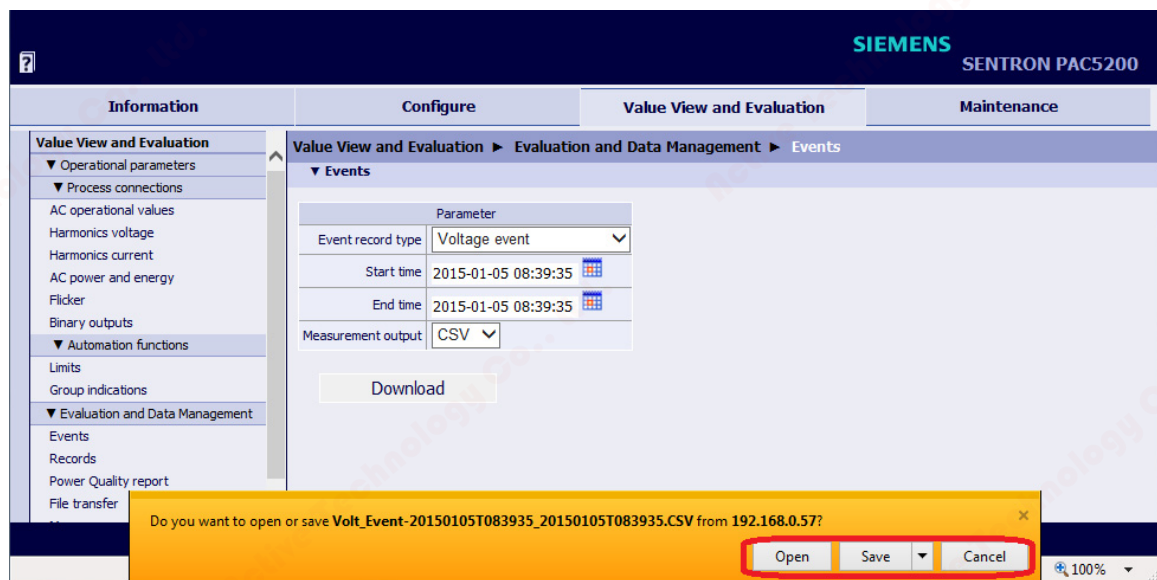 ?
SIEMENS
SENTRON PAC5200
Information
Configure
Value View and Evaluation
Maintenance
Value View and Evaluation
▼ Operational parameters
▼ Process connections
AC operational values
Harmonics voltage
Harmonics current
AC power and energy
Flicker
Binary outputs
▼ Automation functions
Limits
Group indications
▼ Evaluation and Data Management
Events
Records
Power Quality report
File transfer
Value View and Evaluation ► Evaluation and Data Management ► Events
▼ Events
Parameter
Event record type Voltage event
Start time 2015-01-05 08:39:35
End time 2015-01-05 08:39:35
Measurement output CSV
Download
Do you want to open or save Volt_Event-20150105T083935_20150105T083935.CSV from 192.168.0.57?
×
Open Save ▼ Cancel
100% ▼